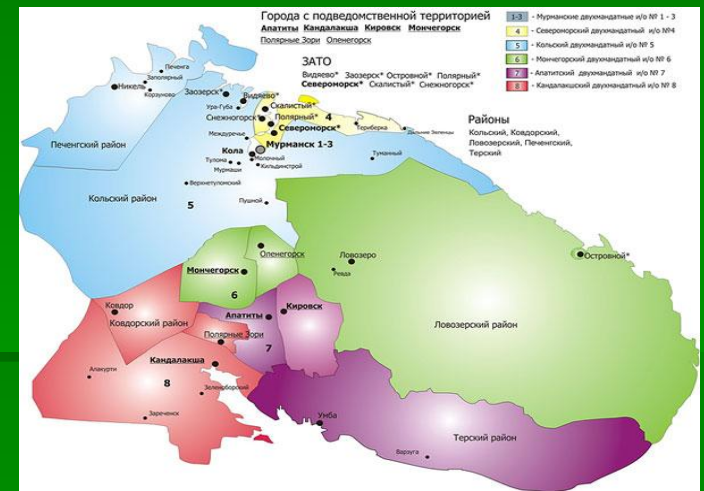 Города с подведомственной территорией
Апатиты Кандалакша Кировск Мончегорск
Полярные Зори Оленегорск
ЗАТО
Видяево* Заозерск* Островной* Полярный*
Североморск* Скалистый* Снежногорск*
1-3 - Мурманские двухмандатные и/о № 1 - 3
4 - Североморский двухмандатный и/о №4
5 - Кольский двухмандатный и/о № 5
6 - Мончегорский двухмандатный и/о № 6
7 - Апатитский двухмандатный и/о № 7
8 - Кандалакшский двухмандатный и/о № 8
Районы
Кольский, Ковдорский,
Ловозерский, Печенгский,
Терский
Печенга
Заполярный
Никель
Корзуново
Заозерск*
Видяево*
Ура-Губа
Скалистый*
Снежногорск*
Полярный*
4
Североморск*
Териберка
Дальние Зеленцы
Междуречье
Мурманск 1-3
Кола
Молочный
Тулома
Кильдинстрой
Мурмаши
Туманный
Печенгский район
Верхнетуломский
Кольский район
5
Пушной
Оленегорск
Мончегорск
6
Ловозеро
Ревда
Островной*
Ловозерский район
Ковдор
Ковдорский район
Апатиты
Кировск
Полярные Зори
7
Кандалакша
Алакурти
8
Зеленоборский
Зареченск
Умба
Терский район
Варзуга